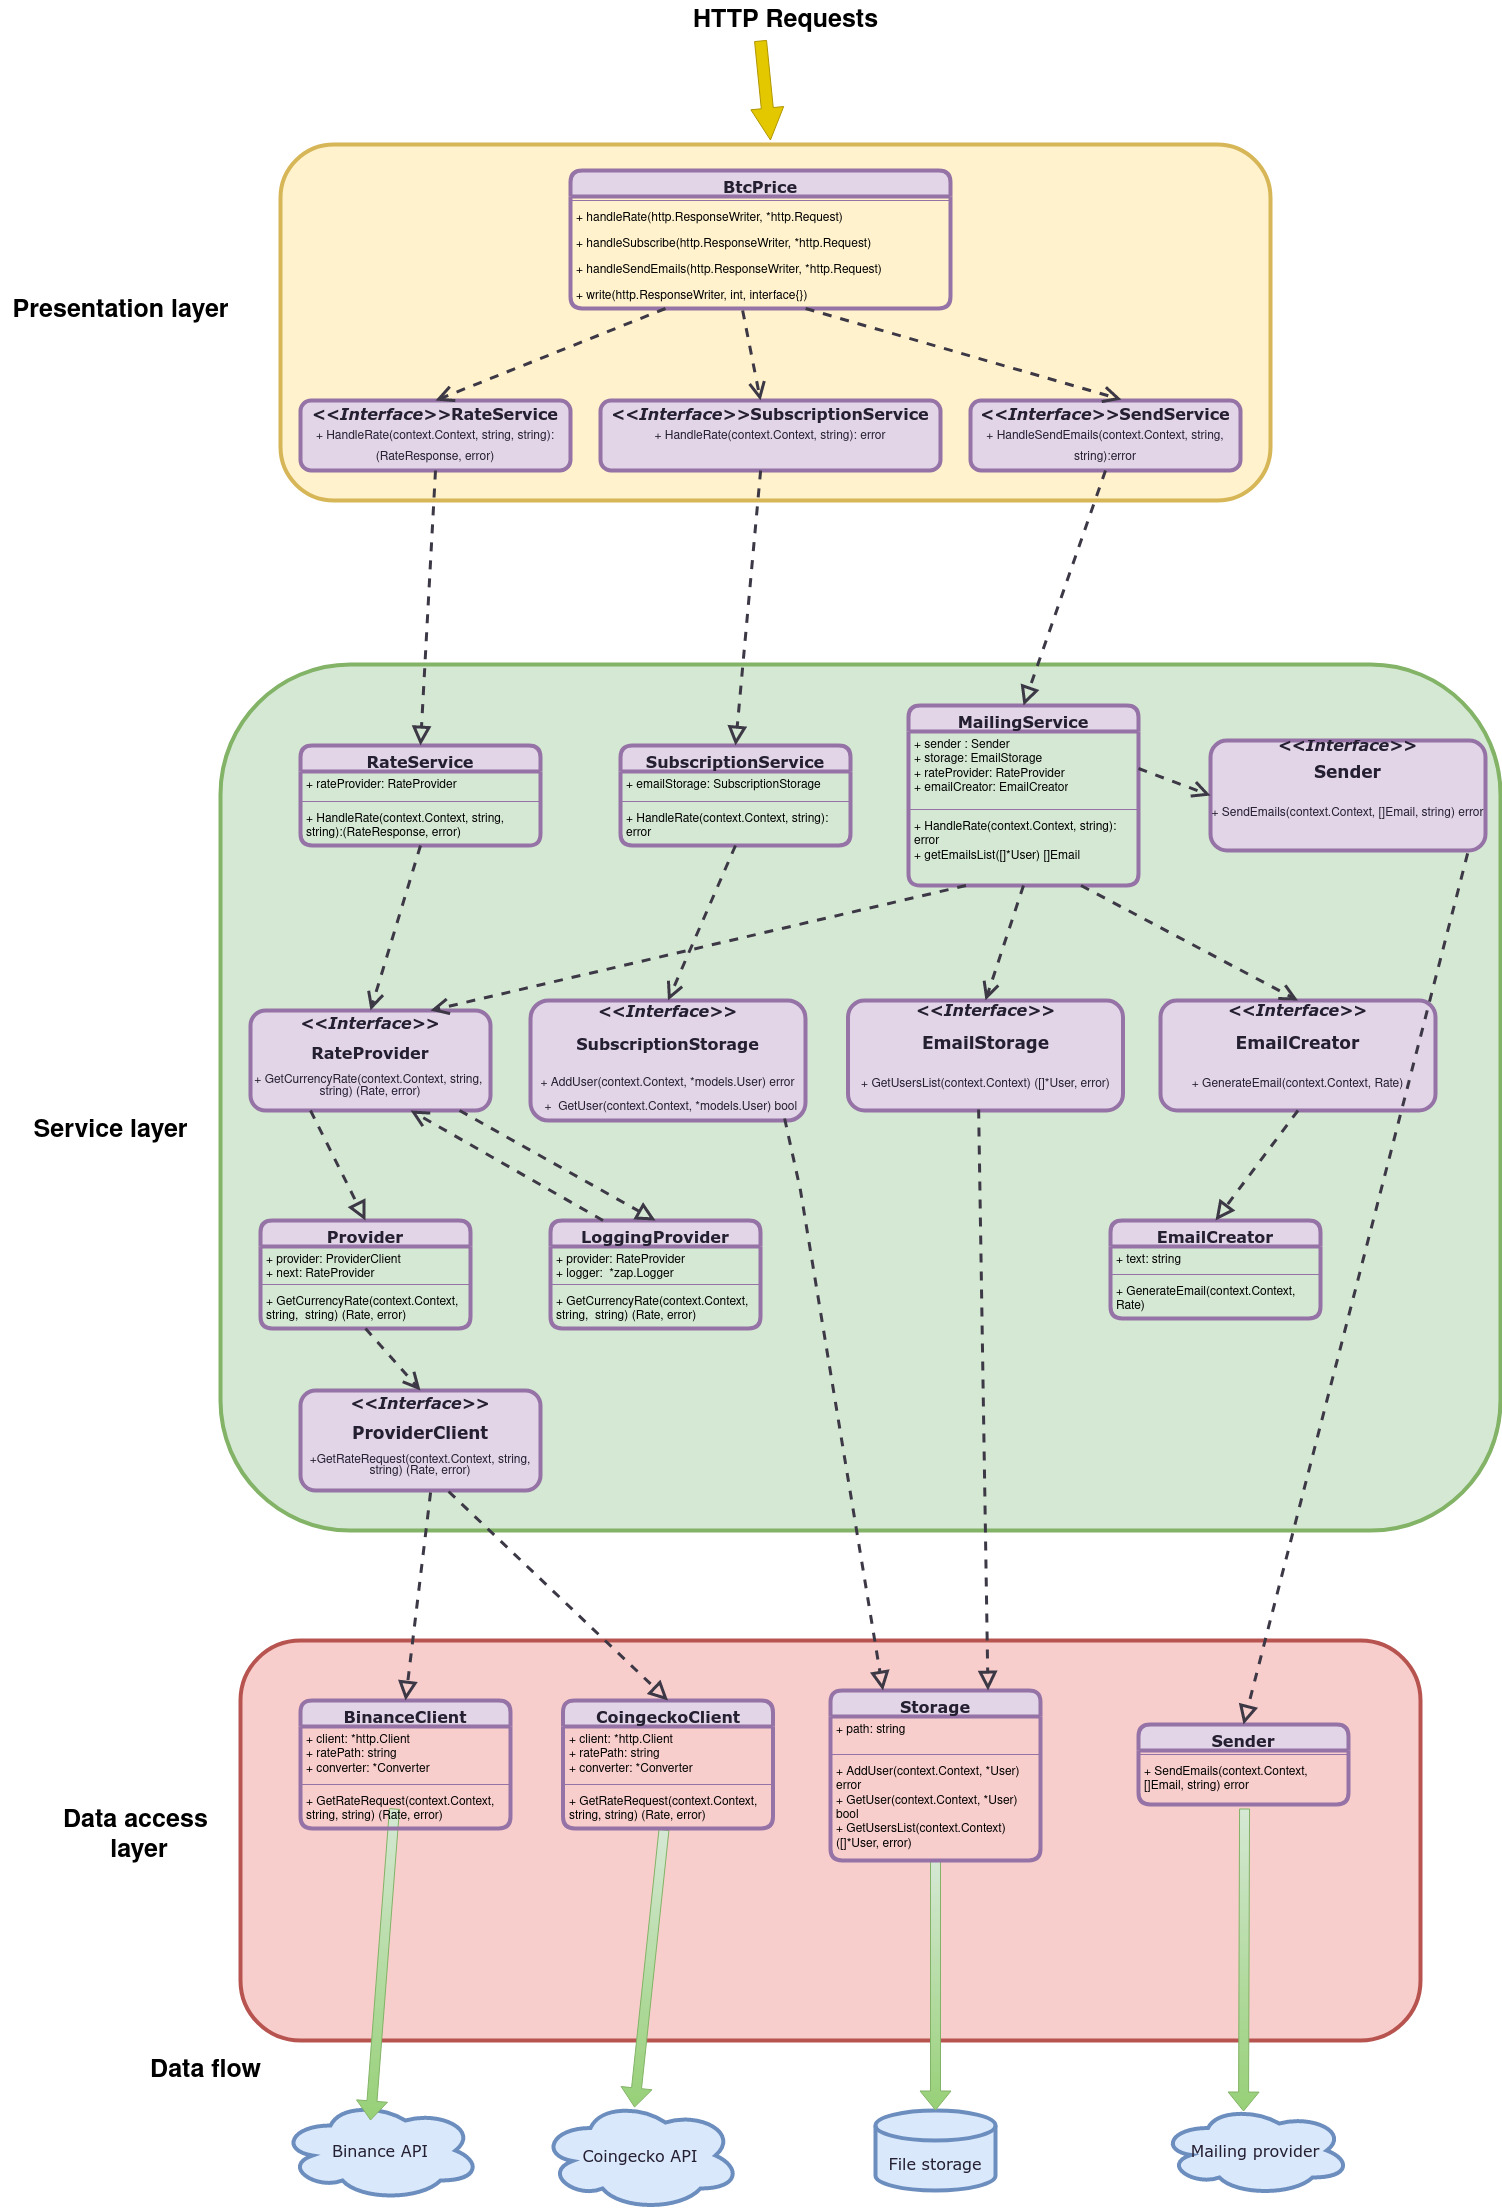 HTTP Requests
Presentation layer
BtcPrice
+ handleRate(http.ResponseWriter, *http.Request)
+ handleSubscribe(http.ResponseWriter, *http.Request)
+ handleSendEmails(http.ResponseWriter, *http.Request)
+ write(http.ResponseWriter, int, interface{})
<<Interface>>RateService
+ HandleRate(context.Context, string, string):
(RateResponse, error)
<<Interface>>SubscriptionService
+ HandleRate(context.Context, string): error
<<Interface>>SendService
+ HandleSendEmails(context.Context, string,
string):error
Service layer
RateService
+ rateProvider: RateProvider
+ HandleRate(context.Context, string,
string):(RateResponse, error)
SubscriptionService
+ emailStorage: SubscriptionStorage
+ HandleRate(context.Context, string):
error
MailingService
+ sender : Sender
+ storage: EmailStorage
+ rateProvider: RateProvider
+ emailCreator: EmailCreator
+ HandleRate(context.Context, string):
error
+ getEmailsList([]*User) []Email
<<Interface>>
Sender
+ SendEmails(context.Context, []Email, string) error
<<Interface>>
RateProvider
+ GetCurrencyRate(context.Context, string,
string) (Rate, error)
<<Interface>>
SubscriptionStorage
+ AddUser(context.Context, *models.User) error
+  GetUser(context.Context, *models.User) bool
<<Interface>>
EmailStorage
+ GetUsersList(context.Context) ([]*User, error)
<<Interface>>
EmailCreator
+ GenerateEmail(context.Context, Rate)
Provider
+ provider: ProviderClient
+ next: RateProvider
+ GetCurrencyRate(context.Context,
string,  string) (Rate, error)
LoggingProvider
+ provider: RateProvider
+ logger:  *zap.Logger
+ GetCurrencyRate(context.Context,
string,  string) (Rate, error)
EmailCreator
+ text: string
+ GenerateEmail(context.Context,
Rate)
<<Interface>>
ProviderClient
+GetRateRequest(context.Context, string,
string) (Rate, error)
Data access
layer
BinanceClient
+ client: *http.Client
+ ratePath: string
+ converter: *Converter
+ GetRateRequest(context.Context,
string, string) (Rate, error)
CoingeckoClient
+ client: *http.Client
+ ratePath: string
+ converter: *Converter
+ GetRateRequest(context.Context,
string, string) (Rate, error)
Storage
+ path: string
+ AddUser(context.Context, *User)
error
+ GetUser(context.Context, *User)
bool
+ GetUsersList(context.Context)
([]*User, error)
Sender
+ SendEmails(context.Context,
[]Email, string) error
Data flow
Binance API
Coingecko API
File storage
Mailing provider